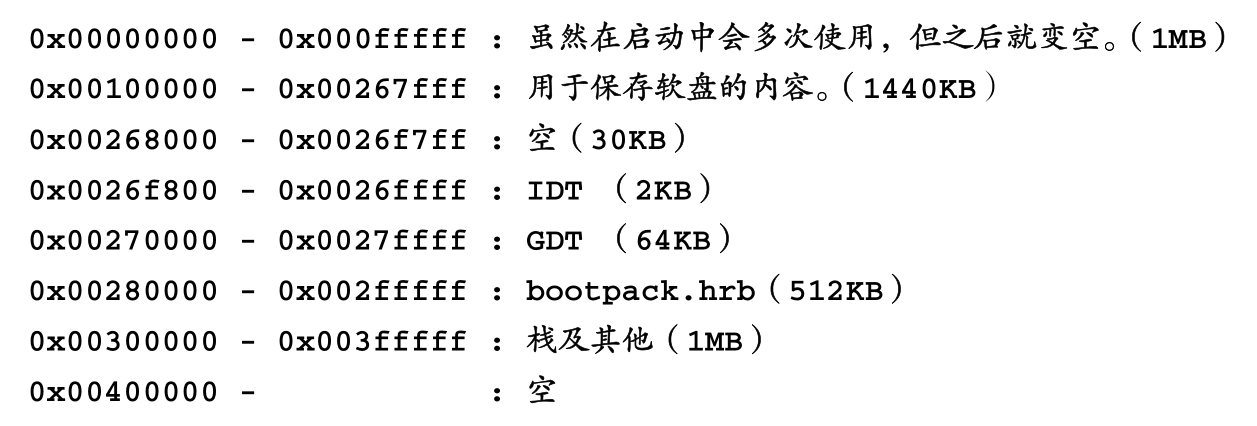 0x00000000 - 0x000fffff : 虽然在启动中会多次使用，但之后就变空。（1MB）
0x00100000 - 0x00267fff : 用于保存软盘的内容。（1440KB）
0x00268000 - 0x0026f7ff : 空（30KB）
0x0026f800 - 0x0026ffff : IDT （2KB）
0x00270000 - 0x0027ffff : GDT （64KB）
0x00280000 - 0x002fffff : bootpack.hrb（512KB）
0x00300000 - 0x003fffff : 栈及其他（1MB）
0x00400000 -            : 空